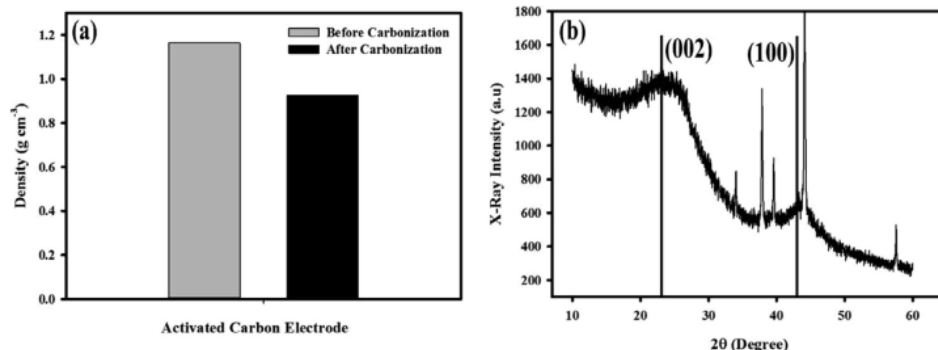 (a)
Before Carbonization
After Carbonization
1.2
1.0
0.8
0.6
0.4
0.2
0.0
Density (g cm⁻³)
Activated Carbon Electrode
(b)
(002)
(100)
1800
1600
1400
1200
1000
800
600
400
200
X-Ray Intensity (a.u)
10 20 30 40 50 60
2θ (Degree)